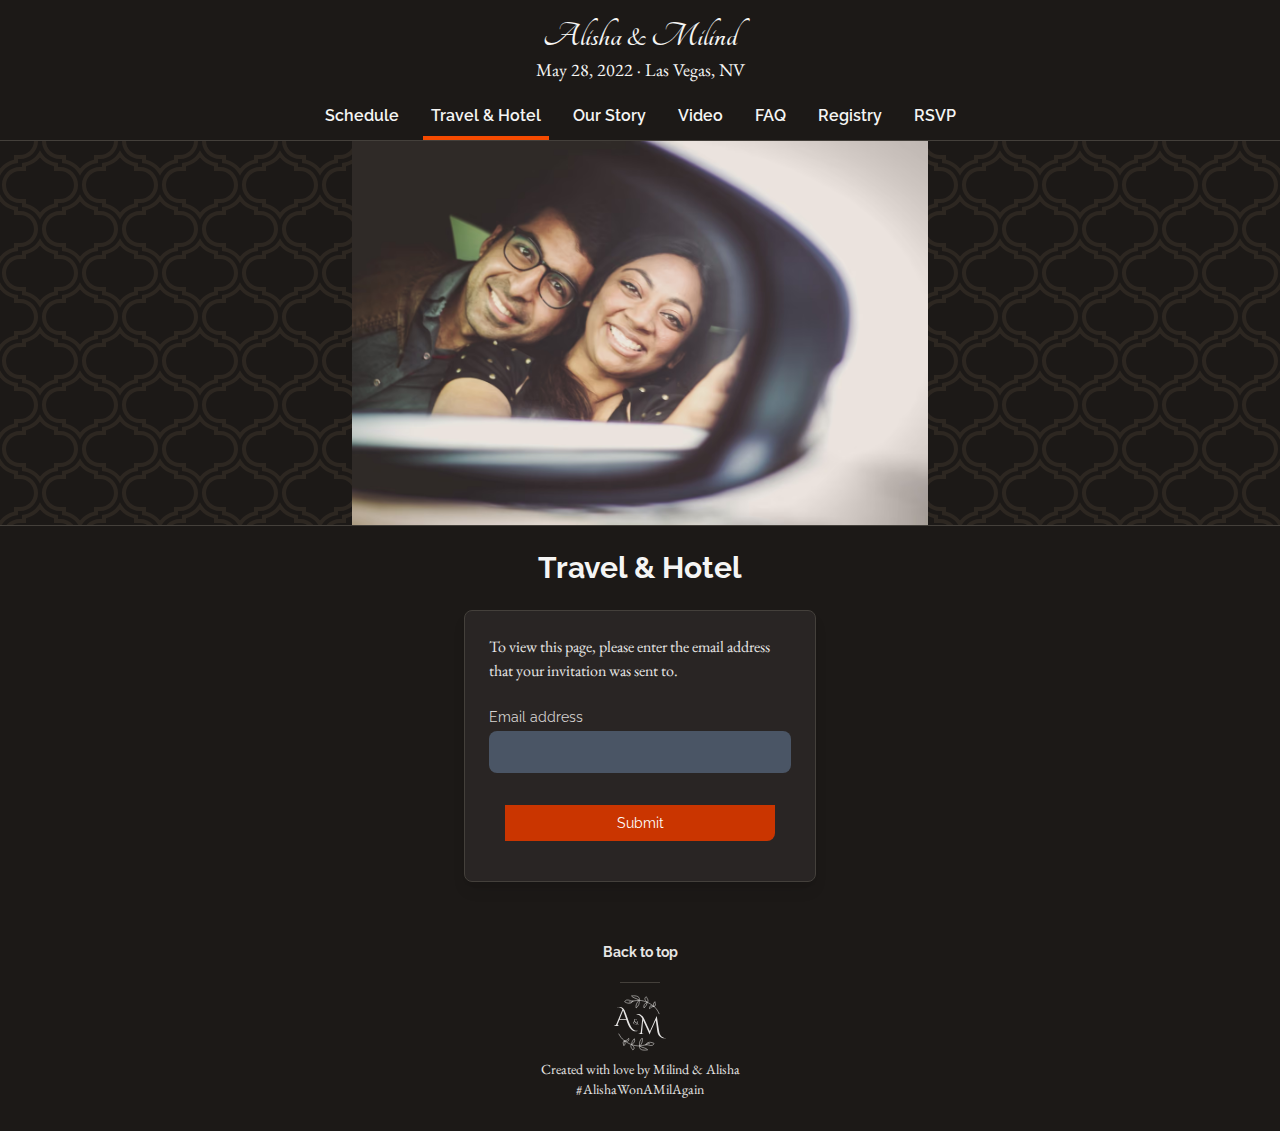 Alisha & Milind
May 28, 2022 · Las Vegas, NV
Schedule Travel & Hotel Our Story Video FAQ Registry RSVP
Travel & Hotel
To view this page, please enter the email address
that your invitation was sent to.
Email address
Submit
Back to top
A&M
Created with love by Milind & Alisha
#AlishaWonAMilAgain